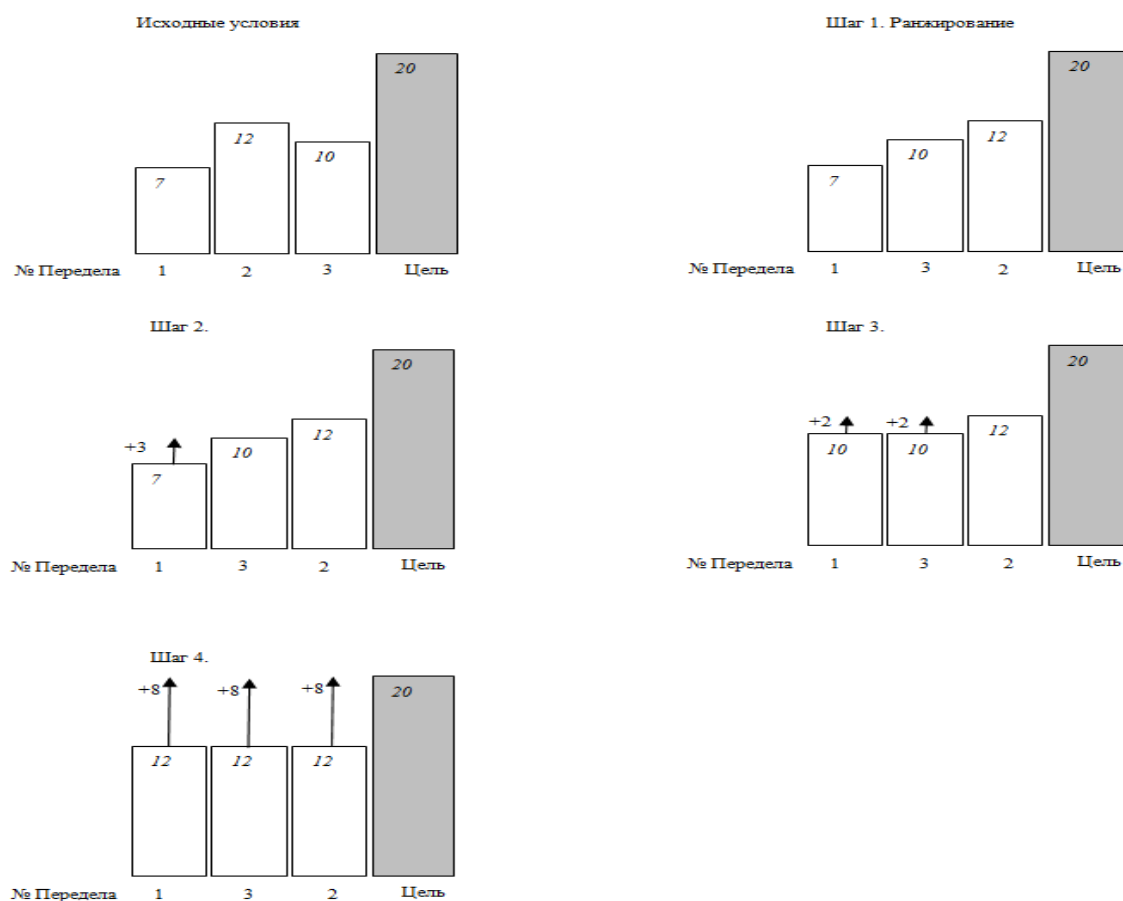 Исходные условия
20
12
10
7
№ Передела 1 2 3 Цель
Шаг 1. Ранжирование
20
12
10
7
№ Передела 1 3 2 Цель
Шаг 2.
20
12
+3
10
7
№ Передела 1 3 2 Цель
Шаг 3.
20
+2 +2
12
10 10
№ Передела 1 3 2 Цель
Шаг 4.
+8 +8 +8 20
12 12 12
№ Передела 1 3 2 Цель